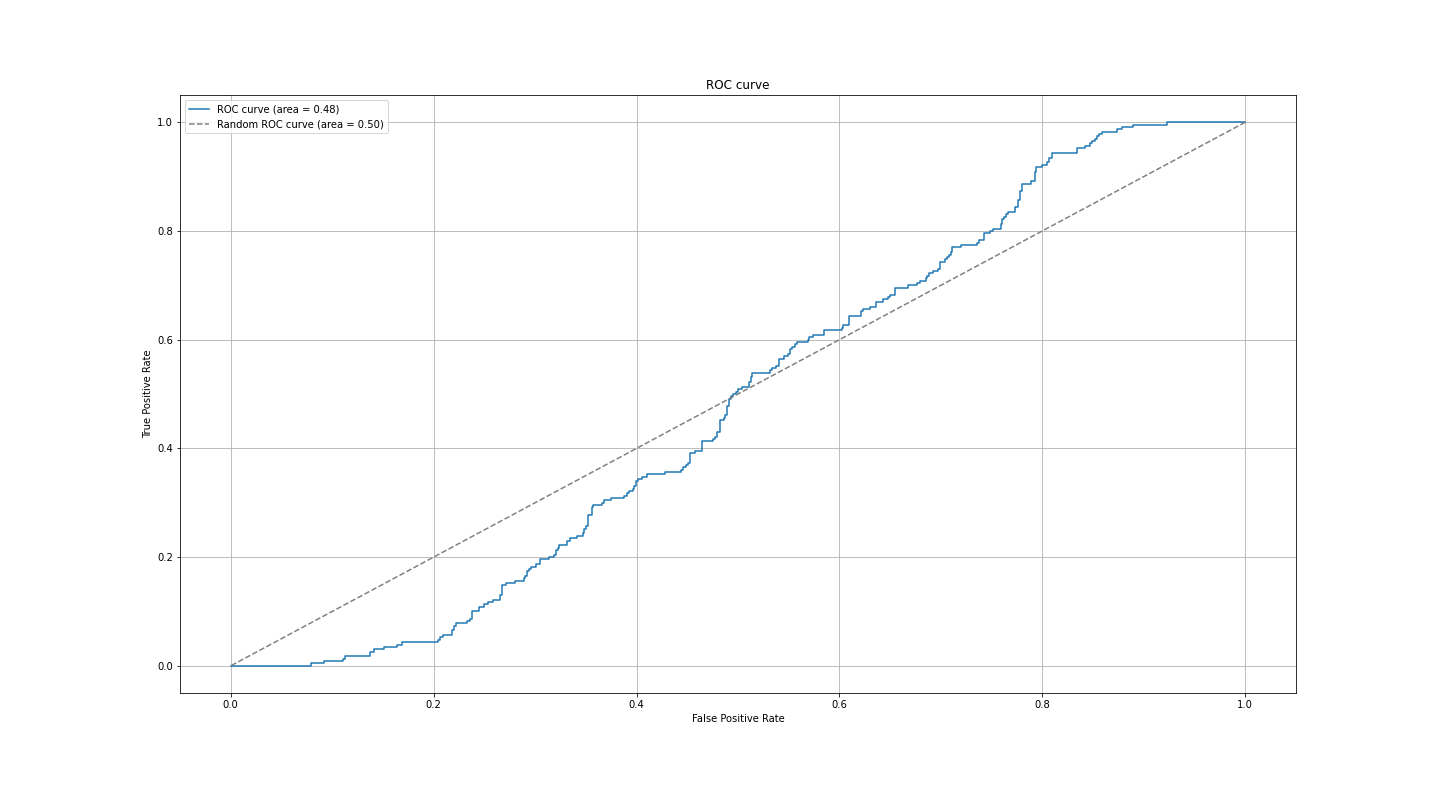 ROC curve
ROC curve (area = 0.48)
Random ROC curve (area = 0.50)
1.0
0.8
0.6
0.4
0.2
0.0
True Positive Rate
0.0 0.2 0.4 0.6 0.8 1.0
False Positive Rate